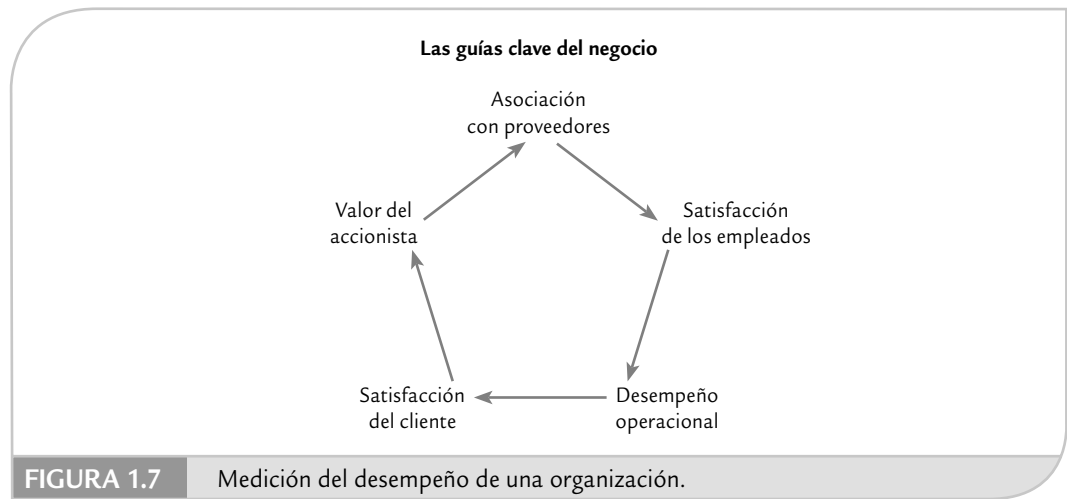 Las guías clave del negocio
Asociación
con proveedores
Valor del
accionista
Satisfacción
de los empleados
Satisfacción
del cliente
Desempeño
operacional
FIGURA 1.7 Medición del desempeño de una organización.